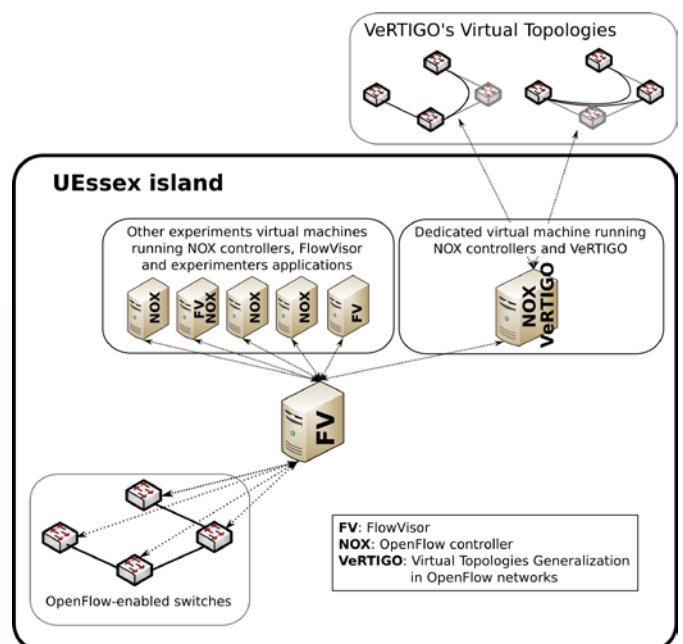 VeRTIGO's Virtual Topologies
UEssex island
Other experiments virtual machines
running NOX controllers, FlowVisor
and experimenters applications
NOX
FV
NOX
NOX
NOX
FV
Dedicated virtual machine running
NOX controllers and VeRTIGO
NOX
VeRTIGO
FV
OpenFlow-enabled switches
FV: FlowVisor
NOX: OpenFlow controller
VeRTIGO: Virtual Topologies Generalization
in OpenFlow networks